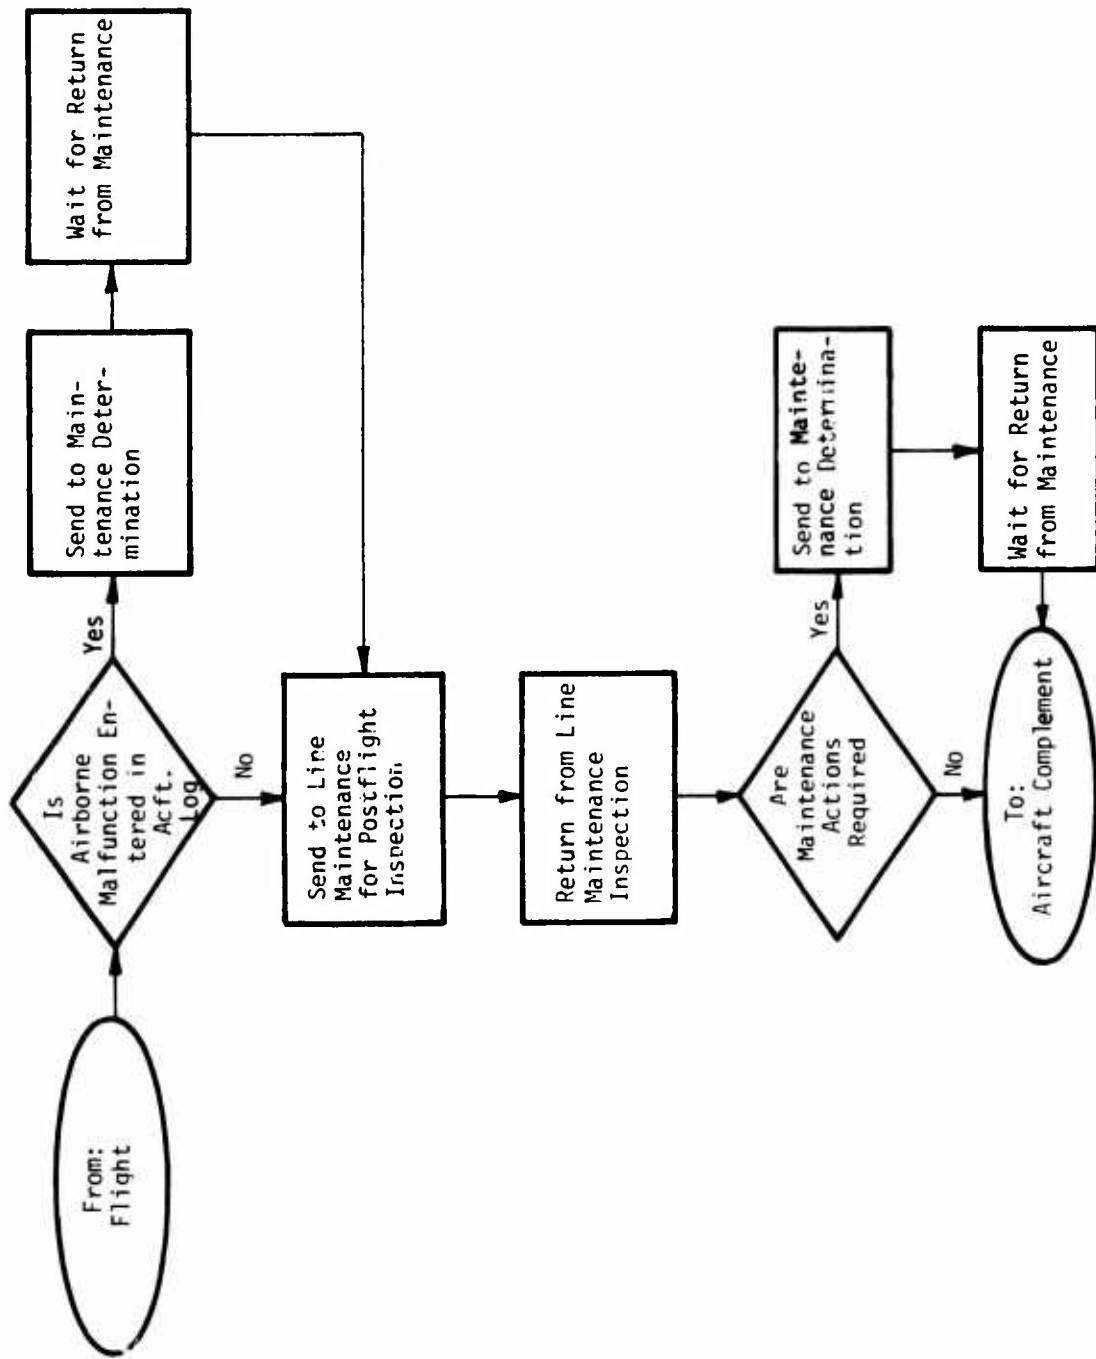 From:
Flight
Is
Airborne
Malfunction En-
tered in
Acft.
Log
Yes
No
Send to Main-
tenance Deter-
mination
Wait for Return
from Maintenance
Send to Line
Maintenance
for Postflight
Inspection
Return from Line
Maintenance
Inspection
Are
Maintenance
Actions
Required
Yes
No
Send to Mainte-
nance Determina-
tion
Wait for Return
from Maintenance
To:
Aircraft Complement